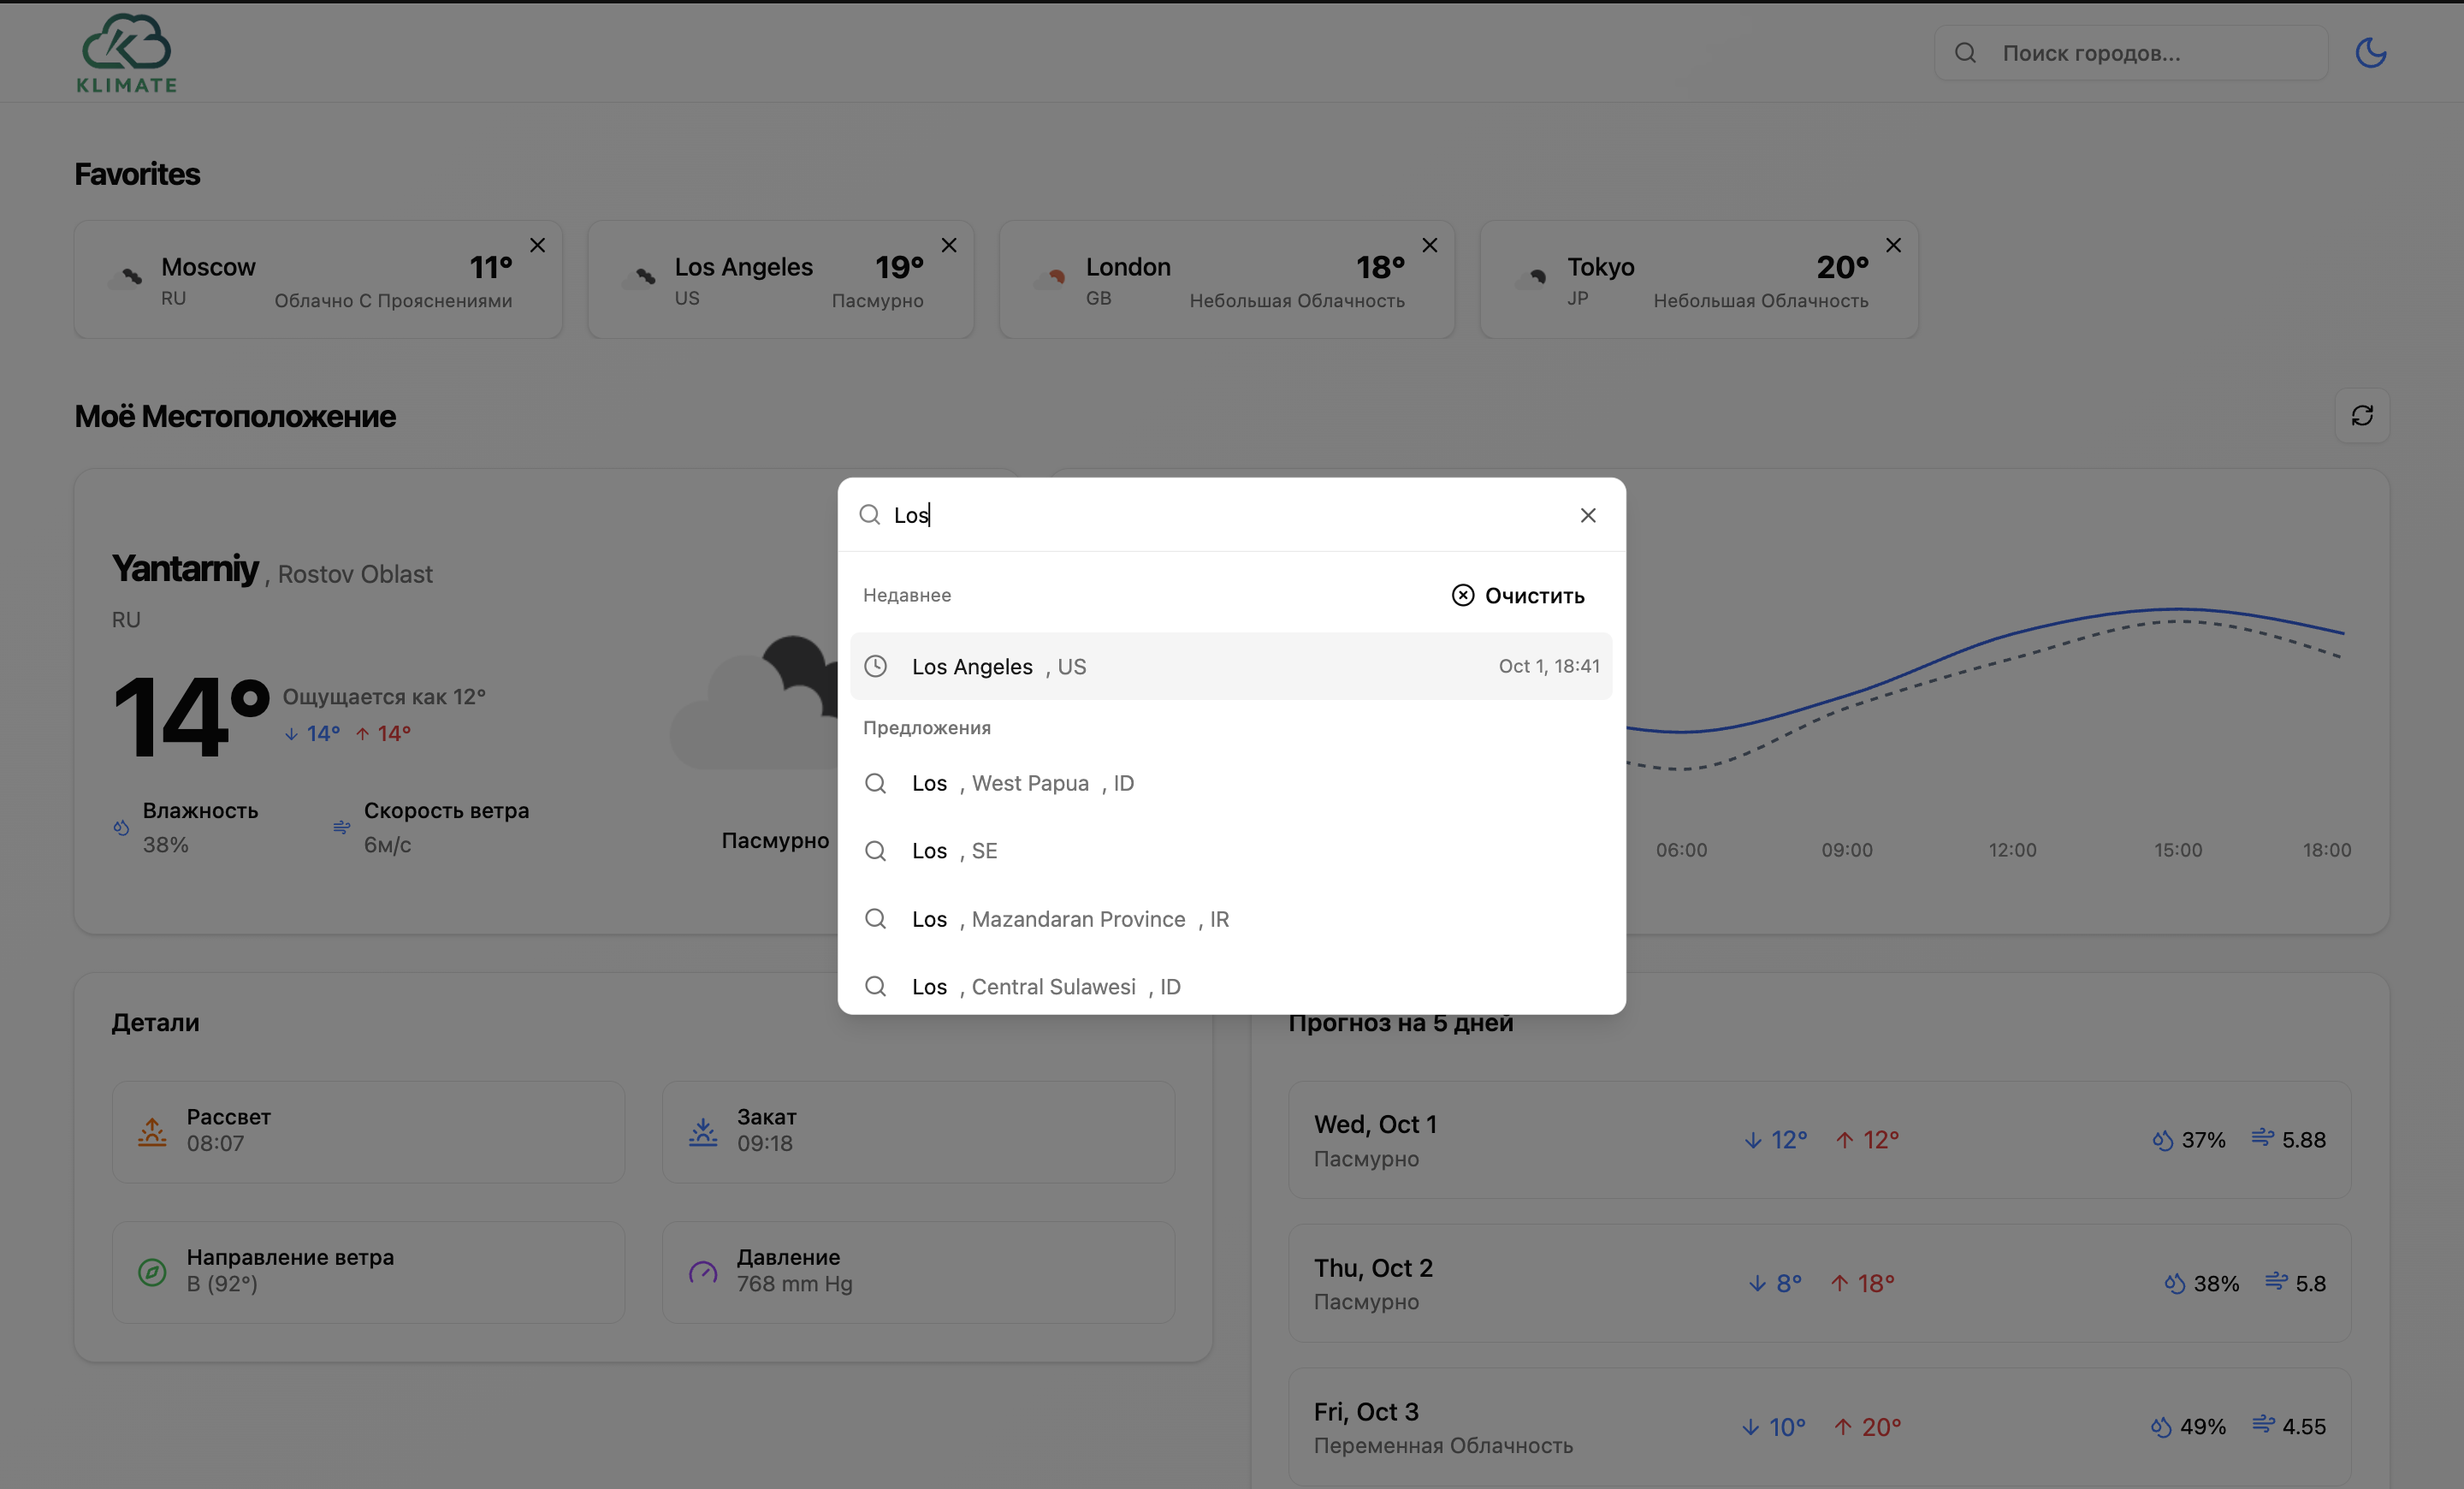 KLIMATE
Поиск городов...
Favorites
Moscow 11°
RU Облачно С Прояснениями
Los Angeles 19°
US Пасмурно
London 18°
GB Небольшая Облачность
Tokyo 20°
JP Небольшая Облачность
Моё Местоположение
Los
Недавнее Очистить
Los Angeles , US Oct 1, 18:41
Предложения
Los , West Papua , ID
Los , SE
Los , Mazandaran Province , IR
Los , Central Sulawesi , ID
Yantarniy , Rostov Oblast
RU
14° Ощущается как 12°
↓ 14° ↑ 14°
Влажность
38%
Скорость ветра
6м/с
Пасмурно
06:00 09:00 12:00 15:00 18:00
Детали
Рассвет
08:07
Закат
09:18
Направление ветра
В (92°)
Давление
768 mm Hg
Прогноз на 5 дней
Wed, Oct 1
Пасмурно
↓ 12° ↑ 12° 37% 5.88
Thu, Oct 2
Пасмурно
↓ 8° ↑ 18° 38% 5.8
Fri, Oct 3
Переменная Облачность
↓ 10° ↑ 20° 49% 4.55